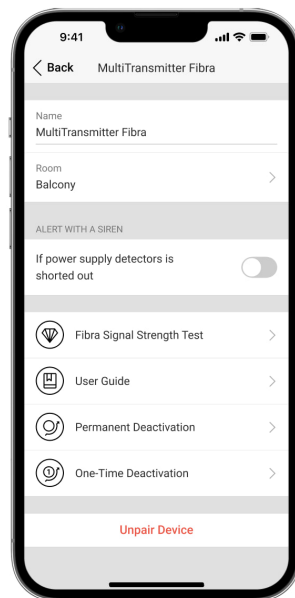 9:41
Back MultiTransmitter Fibra
Name
MultiTransmitter Fibra
Room
Balcony
ALERT WITH A SIREN
If power supply detectors is
shorted out
Fibra Signal Strength Test
User Guide
Permanent Deactivation
1 One-Time Deactivation
Unpair Device